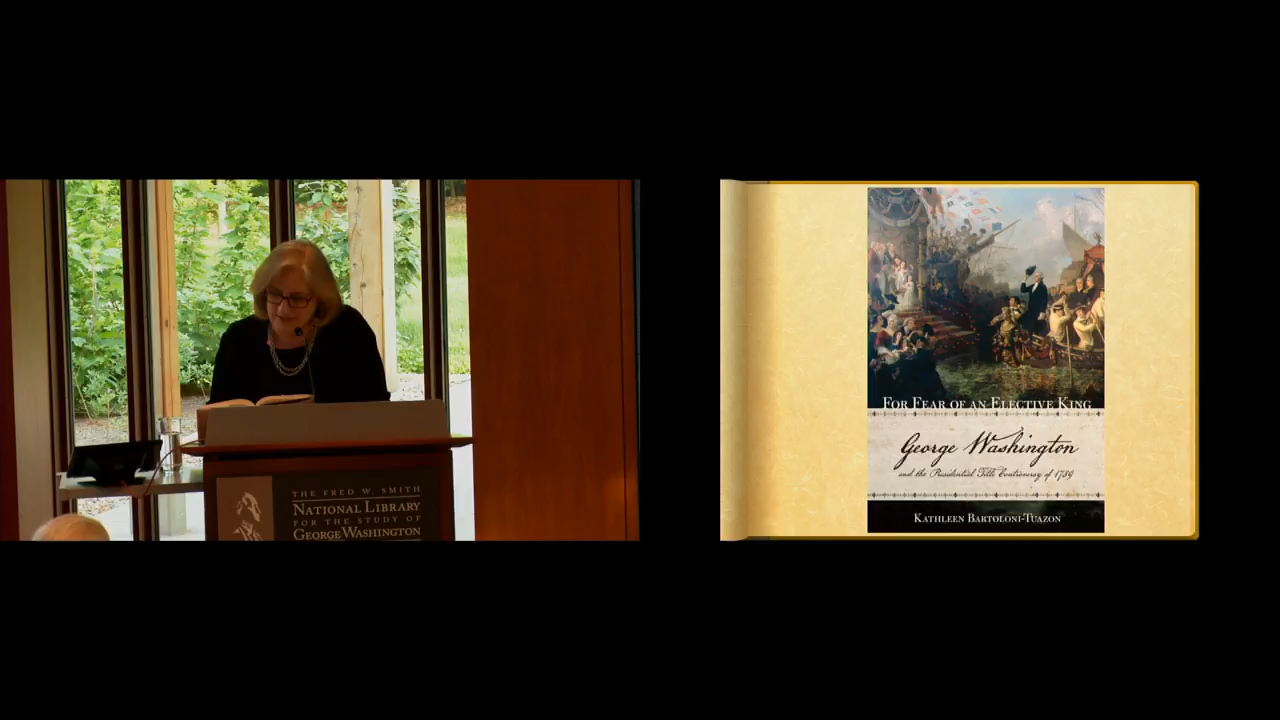 THE FRED W. SMITH
NATIONAL LIBRARY
FOR THE STUDY OF
GEORGE WASHINGTON
FOR FEAR OF AN ELECTIVE KING
George Washington
and the Presidential Title Controversy of 1789
KATHLEEN BARTOLONI-TUAZON